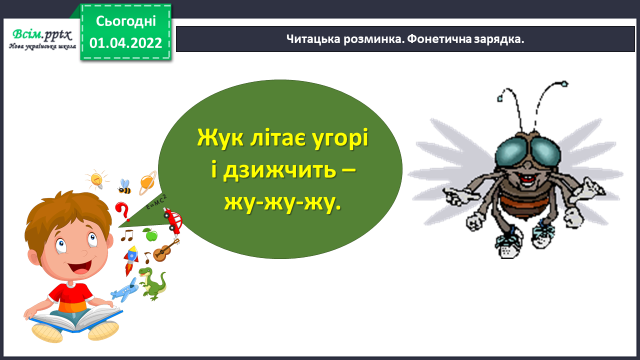 Всім.pptx
Нова українська школа
Сьогодні
01.04.2022
Читацька розминка. Фонетична зарядка.
Жук літає угорі
і дзижчить –
жу-жу-жу.